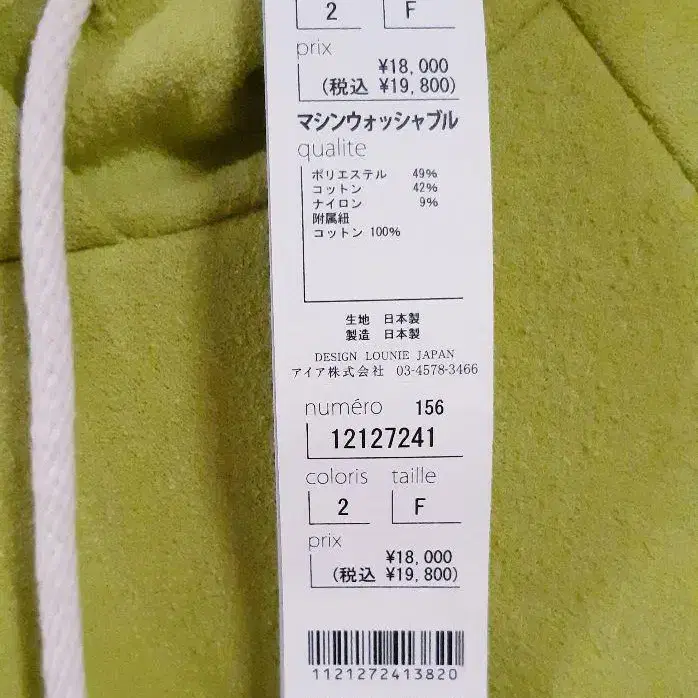 2 F
prix
¥18,000
(税込 ¥19,800)
マシンウォッシャブル
qualite
ポリエステル 49%
コットン 42%
ナイロン 9%
附属紐
コットン 100%
生地 日本製
製造 日本製
DESIGN LOUNIE JAPAN
アイア株式会社 03-4578-3466
numéro 156
12127241
coloris taille
2 F
prix
¥18,000
(税込 ¥19,800)
1121272413820